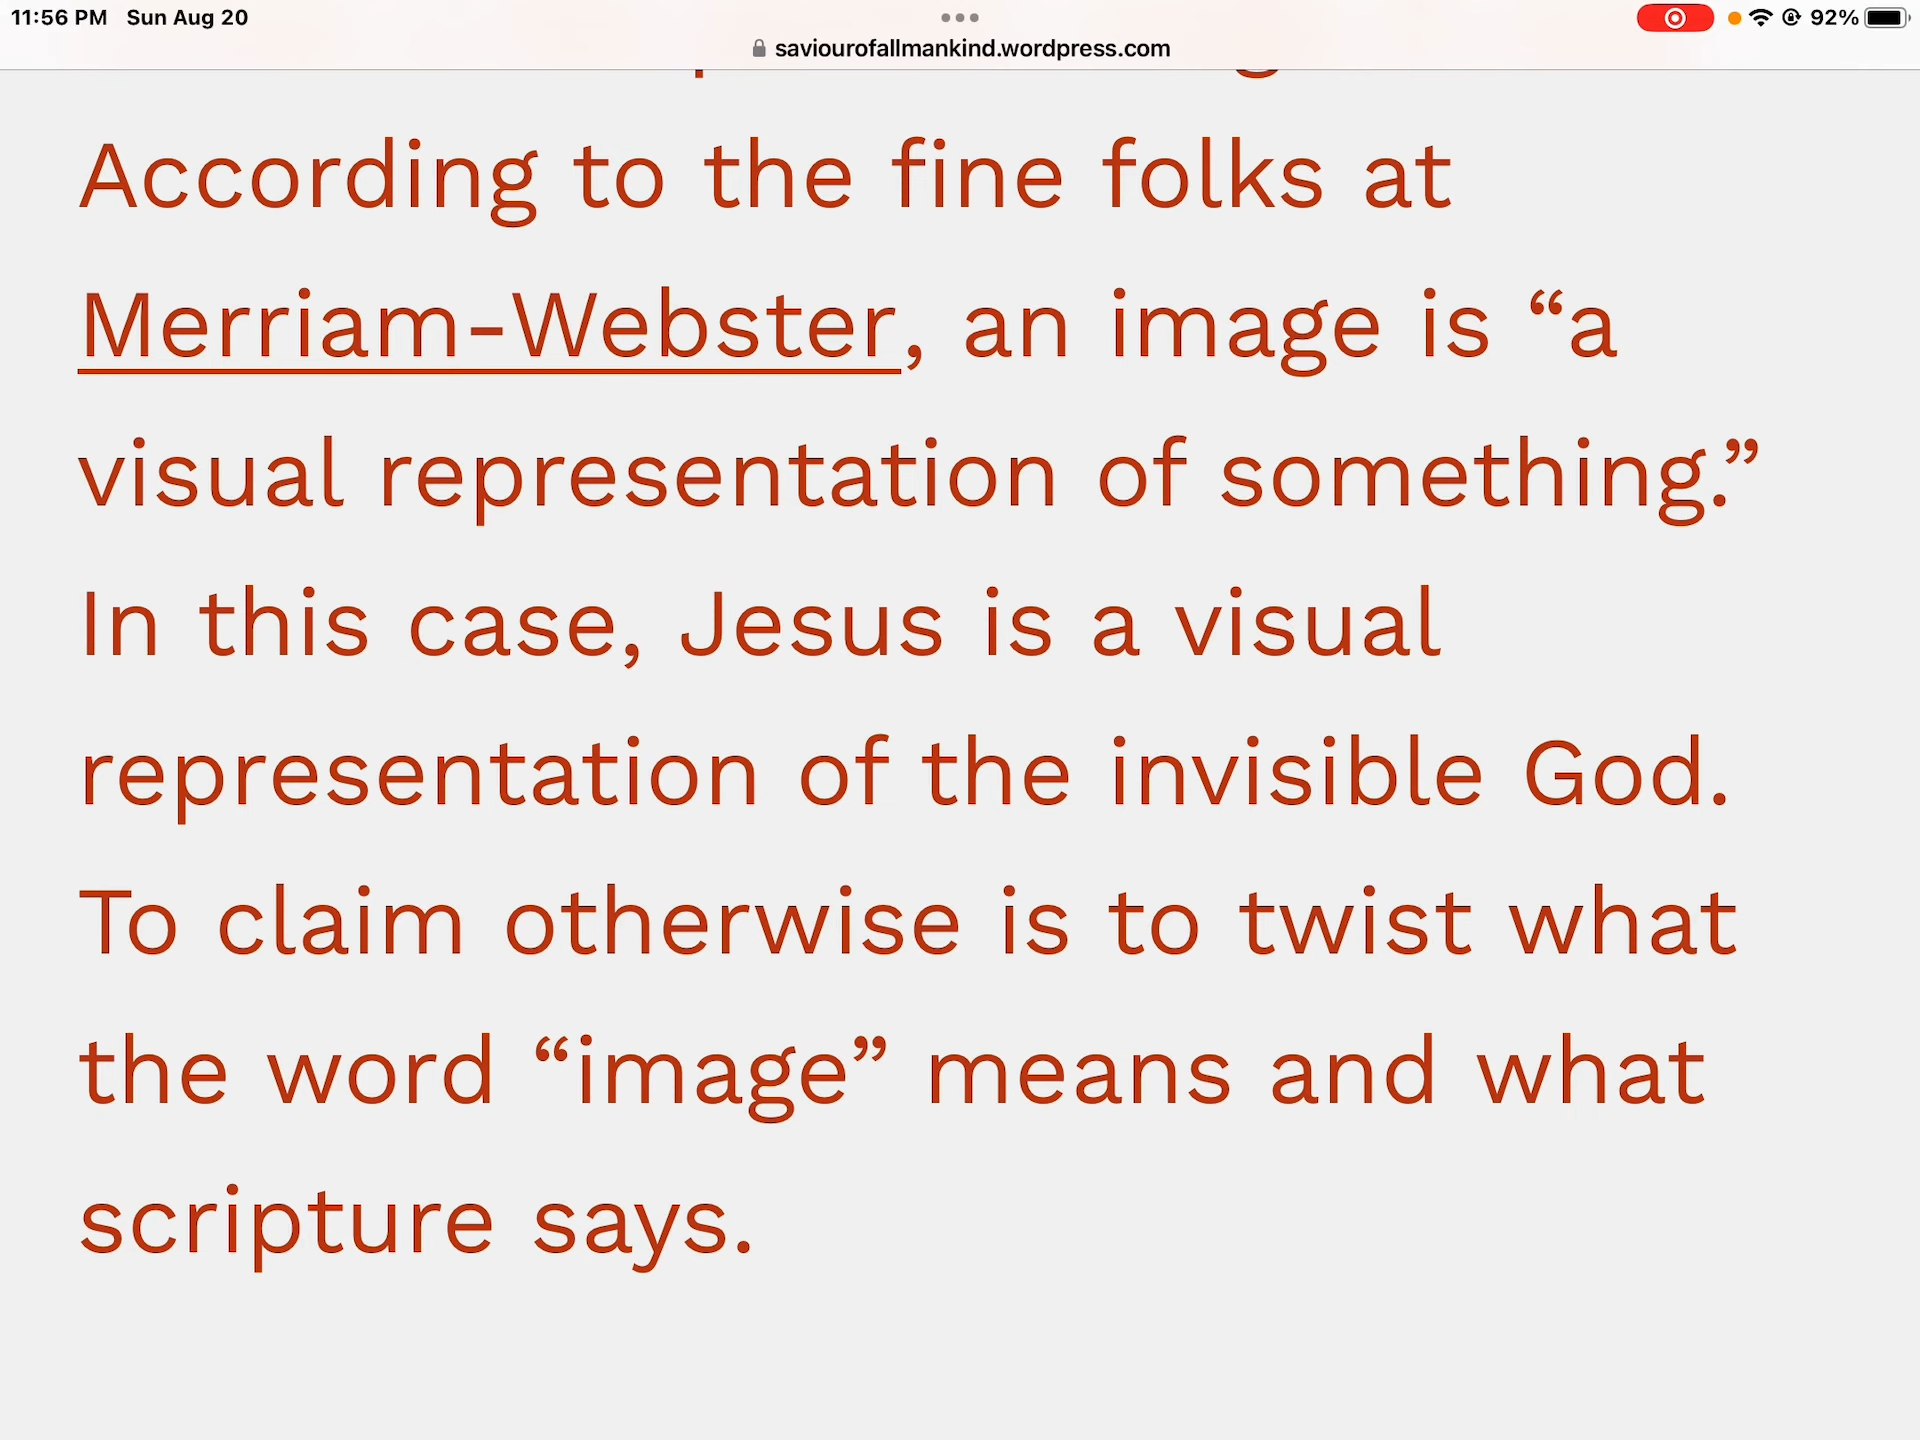 11:56 PM Sun Aug 20
92%
saviourofallmankind.wordpress.com
According to the fine folks at
Merriam-Webster, an image is “a
visual representation of something.”
In this case, Jesus is a visual
representation of the invisible God.
To claim otherwise is to twist what
the word “image” means and what
scripture says.